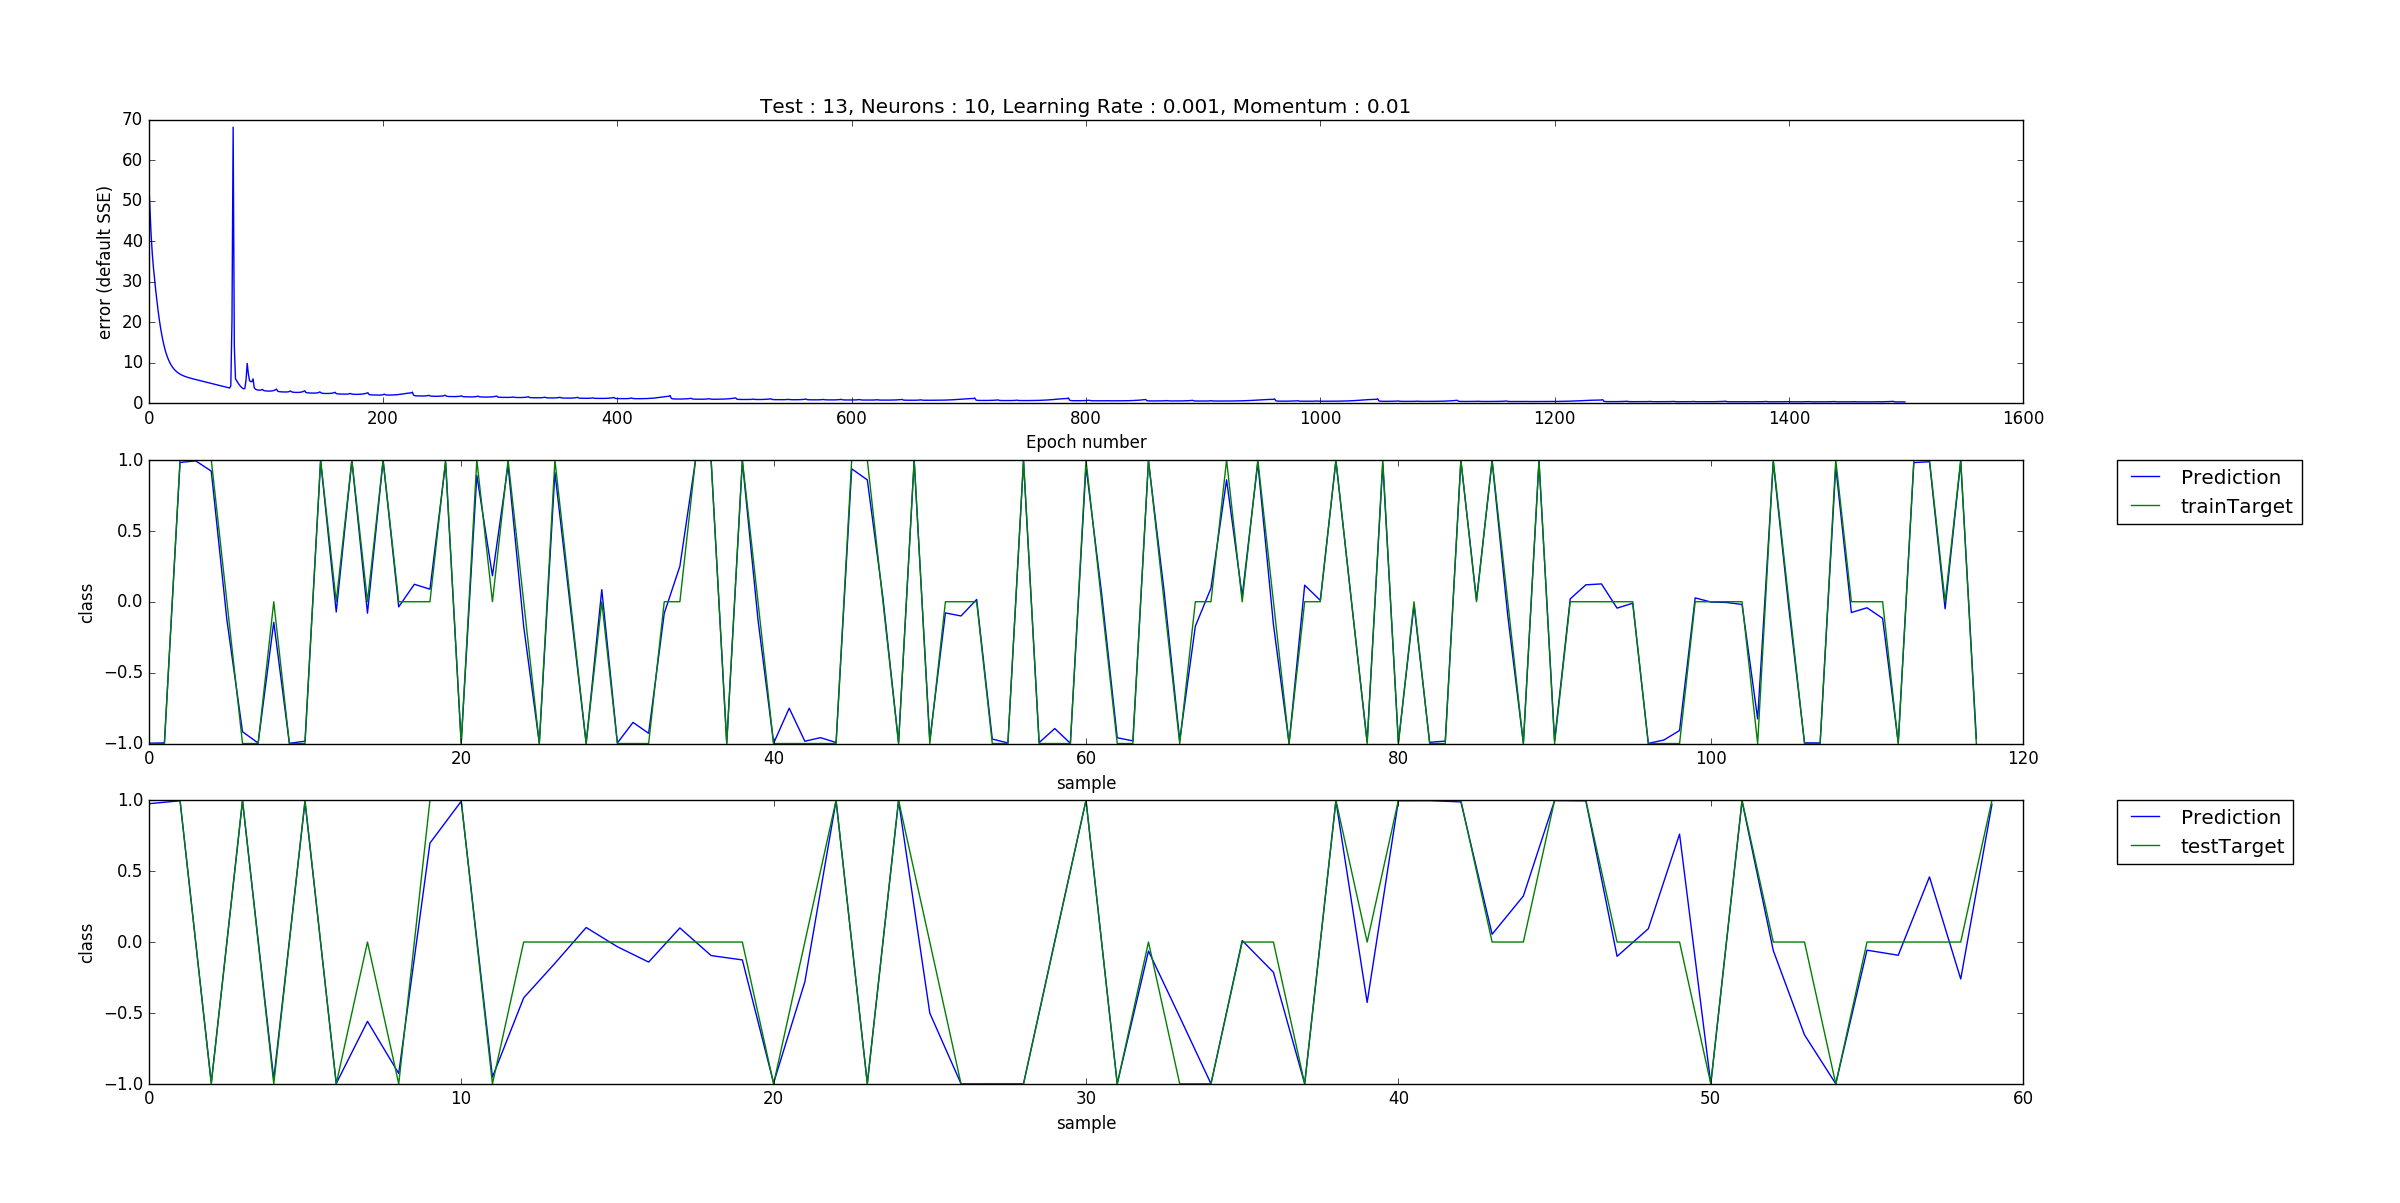 Test : 13, Neurons : 10, Learning Rate : 0.001, Momentum : 0.01
70
60
50
40
30
20
10
0
error (default SSE)
0 200 400 600 800 1000 1200 1400 1600
Epoch number
1.0
0.5
0.0
−0.5
−1.0
class
0 20 40 60 80 100 120
sample
Prediction
trainTarget
1.0
0.5
0.0
−0.5
−1.0
class
0 10 20 30 40 50 60
sample
Prediction
testTarget